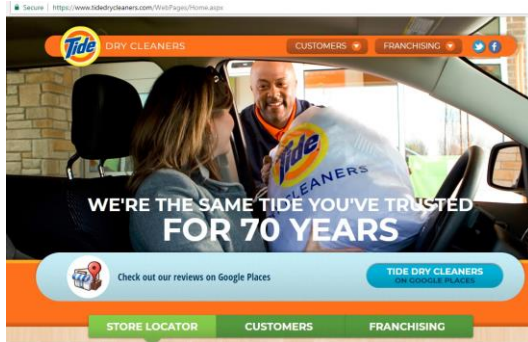 Secure | https://www.tidedrycleaners.com/WebPages/Home.aspx
Tide DRY CLEANERS
CUSTOMERS
FRANCHISING
Tide
CLEANERS
WE'RE THE SAME TIDE YOU'VE TRUSTED
FOR 70 YEARS
Check out our reviews on Google Places
TIDE DRY CLEANERS
ON GOOGLE PLACES
STORE LOCATOR
CUSTOMERS
FRANCHISING